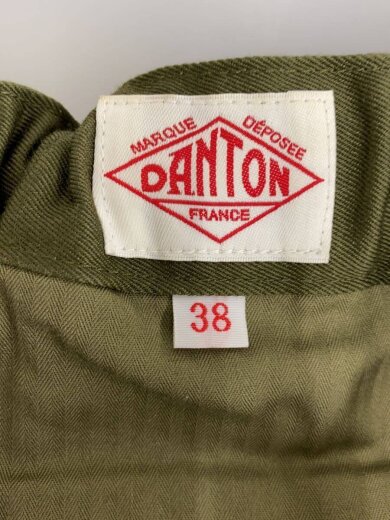 MARQUE DÉPOSÉE
DANTON
FRANCE
38